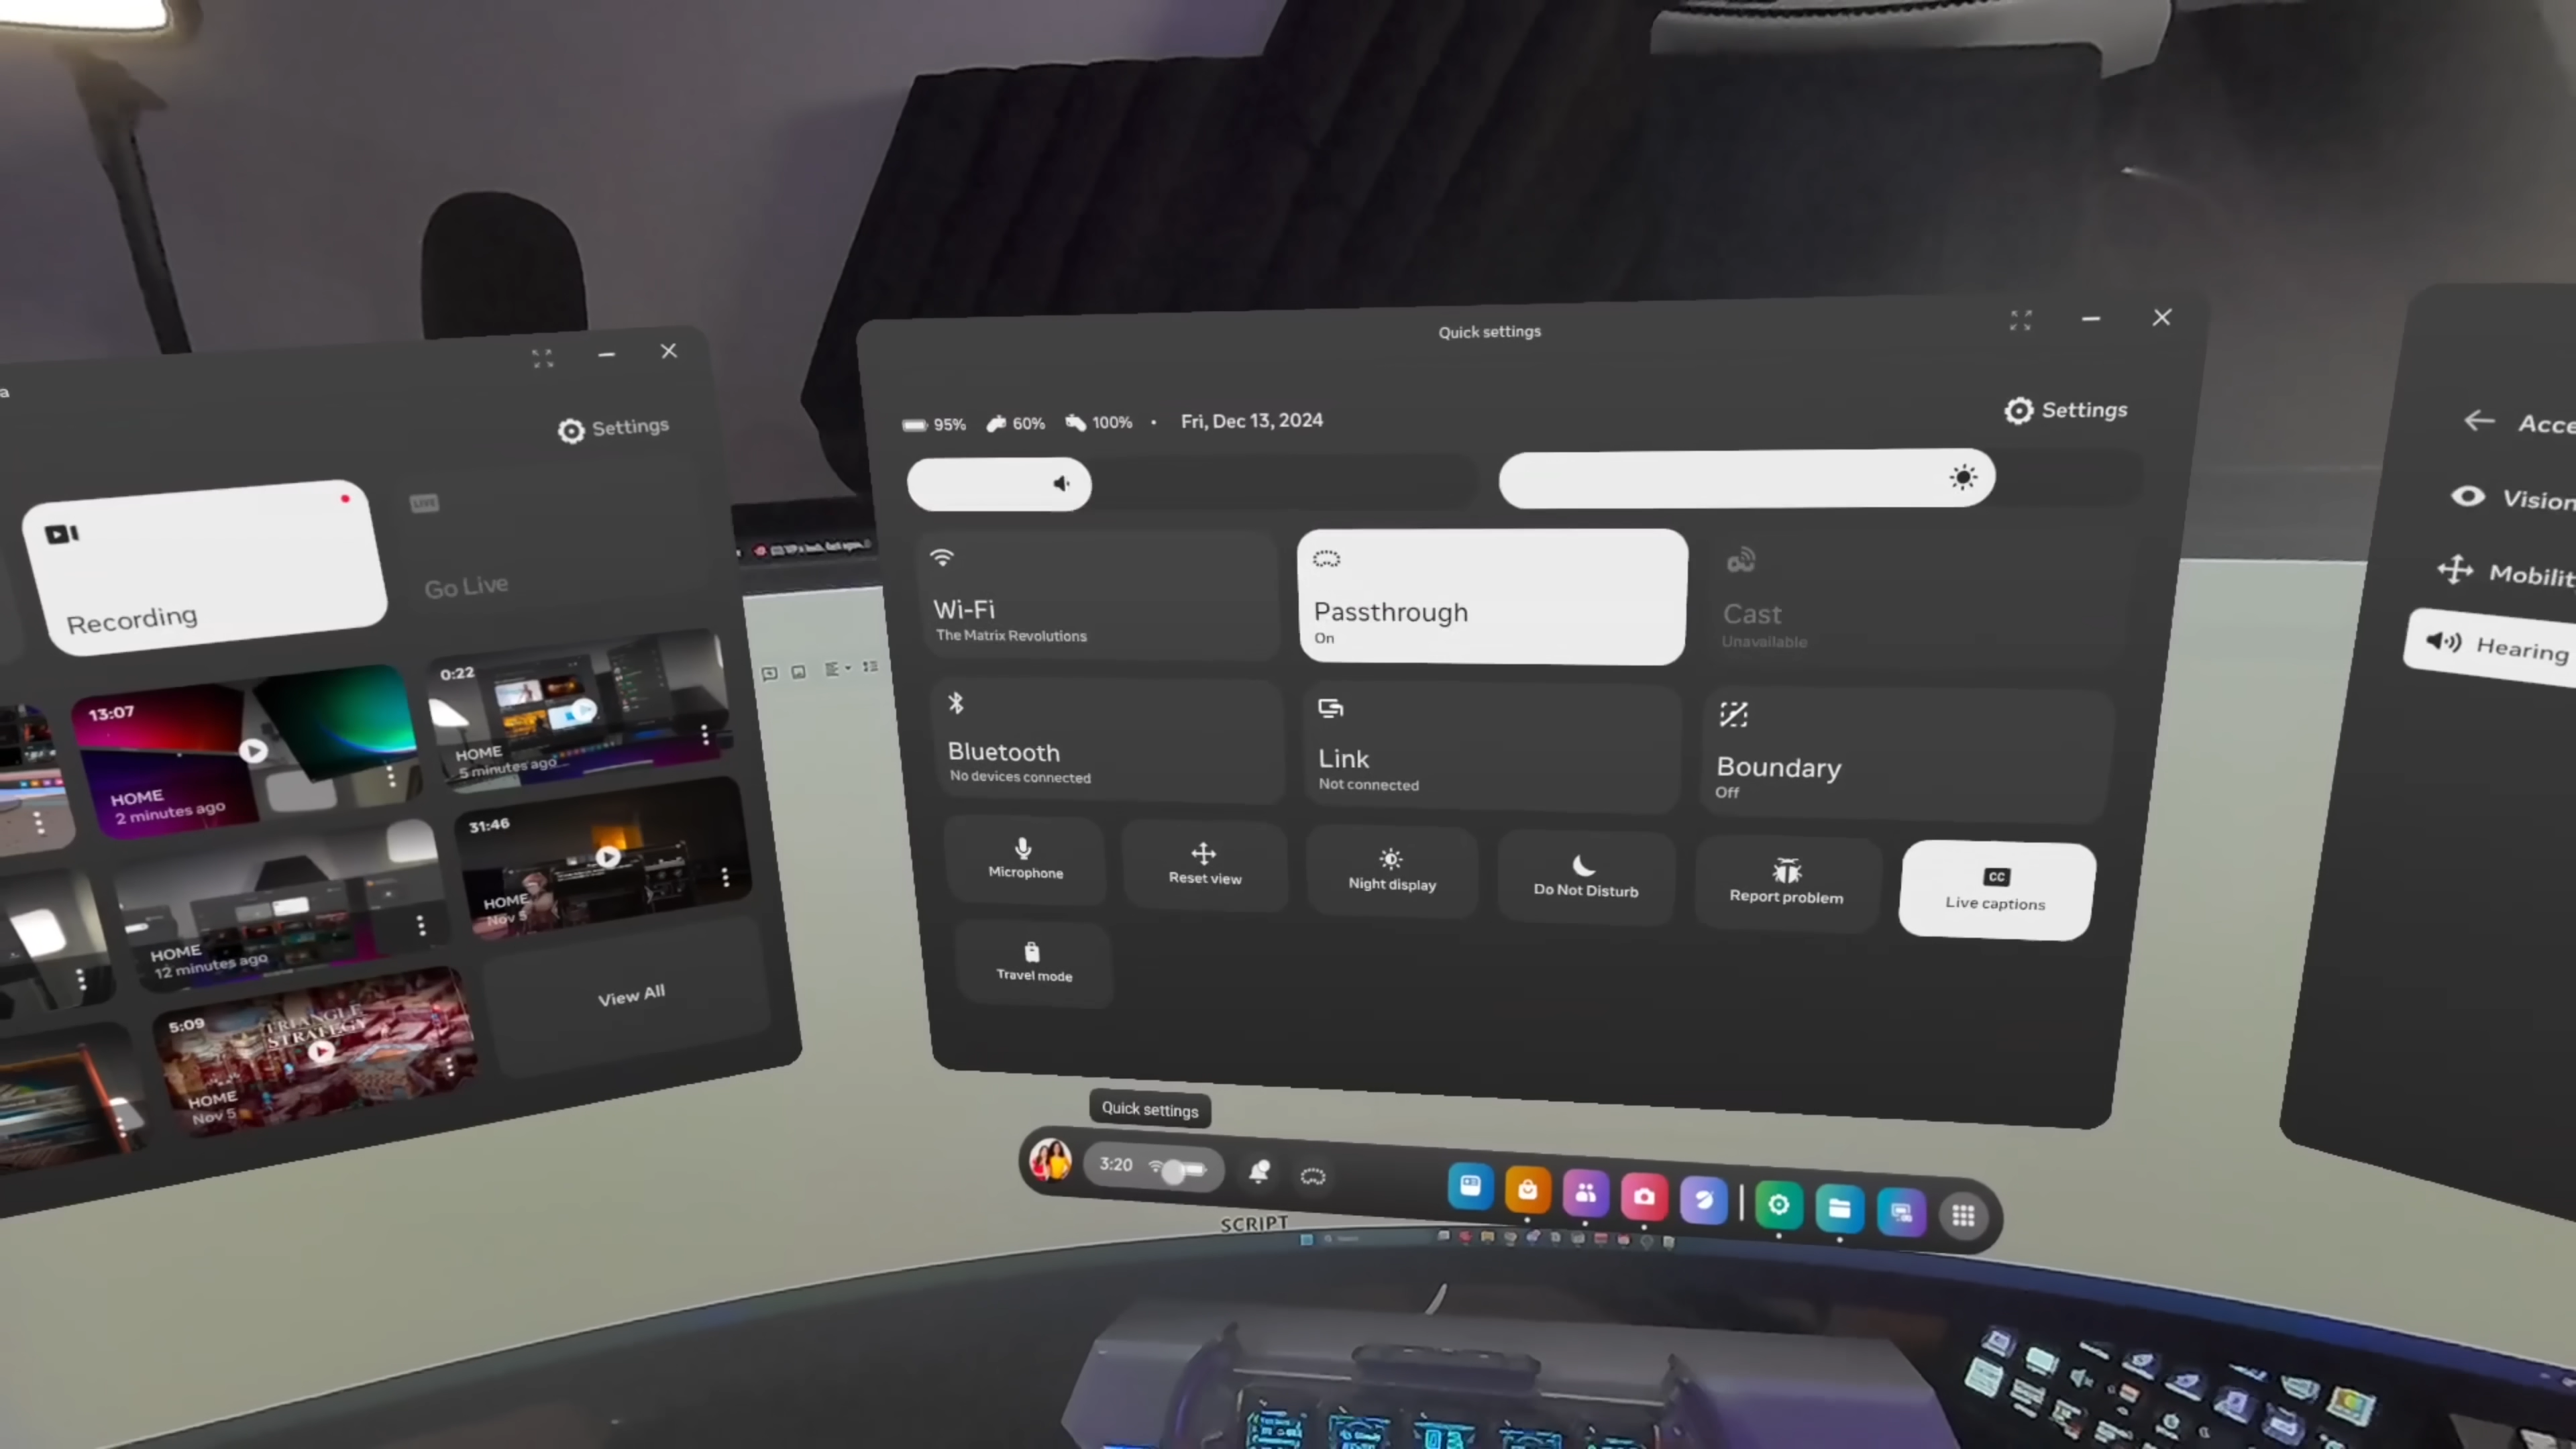 a
Settings
Recording
LIVE
Go Live
13:07
HOME
2 minutes ago
0:22
HOME
5 minutes ago
HOME
12 minutes ago
31:46
HOME
Nov 5
5:09
TRIANGLE
STRATEGY
HOME
Nov 5
View All
Quick settings
95% 60% 100% • Fri, Dec 13, 2024
Settings
Wi-Fi
The Matrix Revolutions
Passthrough
On
Cast
Unavailable
Bluetooth
No devices connected
Link
Not connected
Boundary
Off
Microphone
Reset view
Night display
Do Not Disturb
Report problem
CC
Live captions
Travel mode
Quick settings
3:20
SCRIPT
Acce
Vision
Mobilit
Hearing